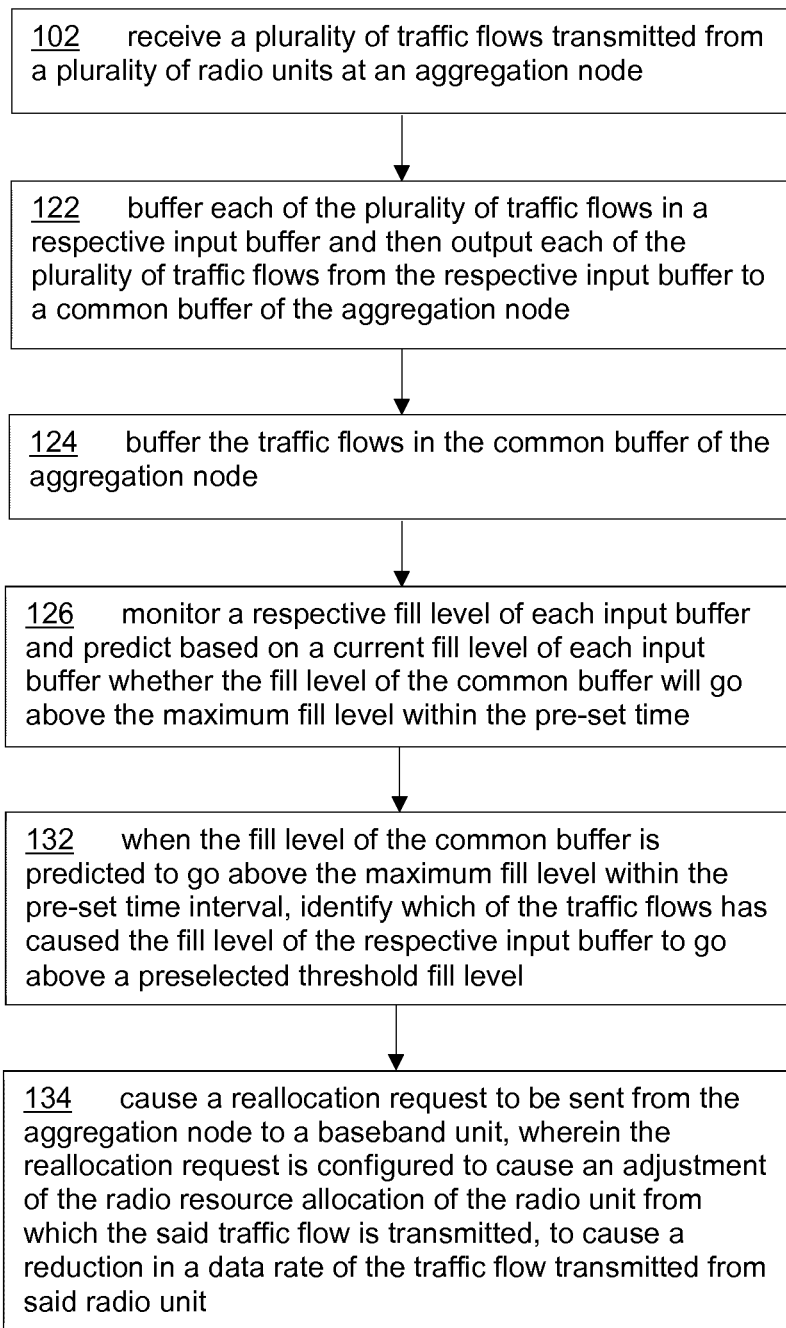 102 receive a plurality of traffic flows transmitted from
a plurality of radio units at an aggregation node
122 buffer each of the plurality of traffic flows in a
respective input buffer and then output each of the
plurality of traffic flows from the respective input buffer to
a common buffer of the aggregation node
124 buffer the traffic flows in the common buffer of the
aggregation node
126 monitor a respective fill level of each input buffer
and predict based on a current fill level of each input
buffer whether the fill level of the common buffer will go
above the maximum fill level within the pre-set time
132 when the fill level of the common buffer is
predicted to go above the maximum fill level within the
pre-set time interval, identify which of the traffic flows has
caused the fill level of the respective input buffer to go
above a preselected threshold fill level
134 cause a reallocation request to be sent from the
aggregation node to a baseband unit, wherein the
reallocation request is configured to cause an adjustment
of the radio resource allocation of the radio unit from
which the said traffic flow is transmitted, to cause a
reduction in a data rate of the traffic flow transmitted from
said radio unit